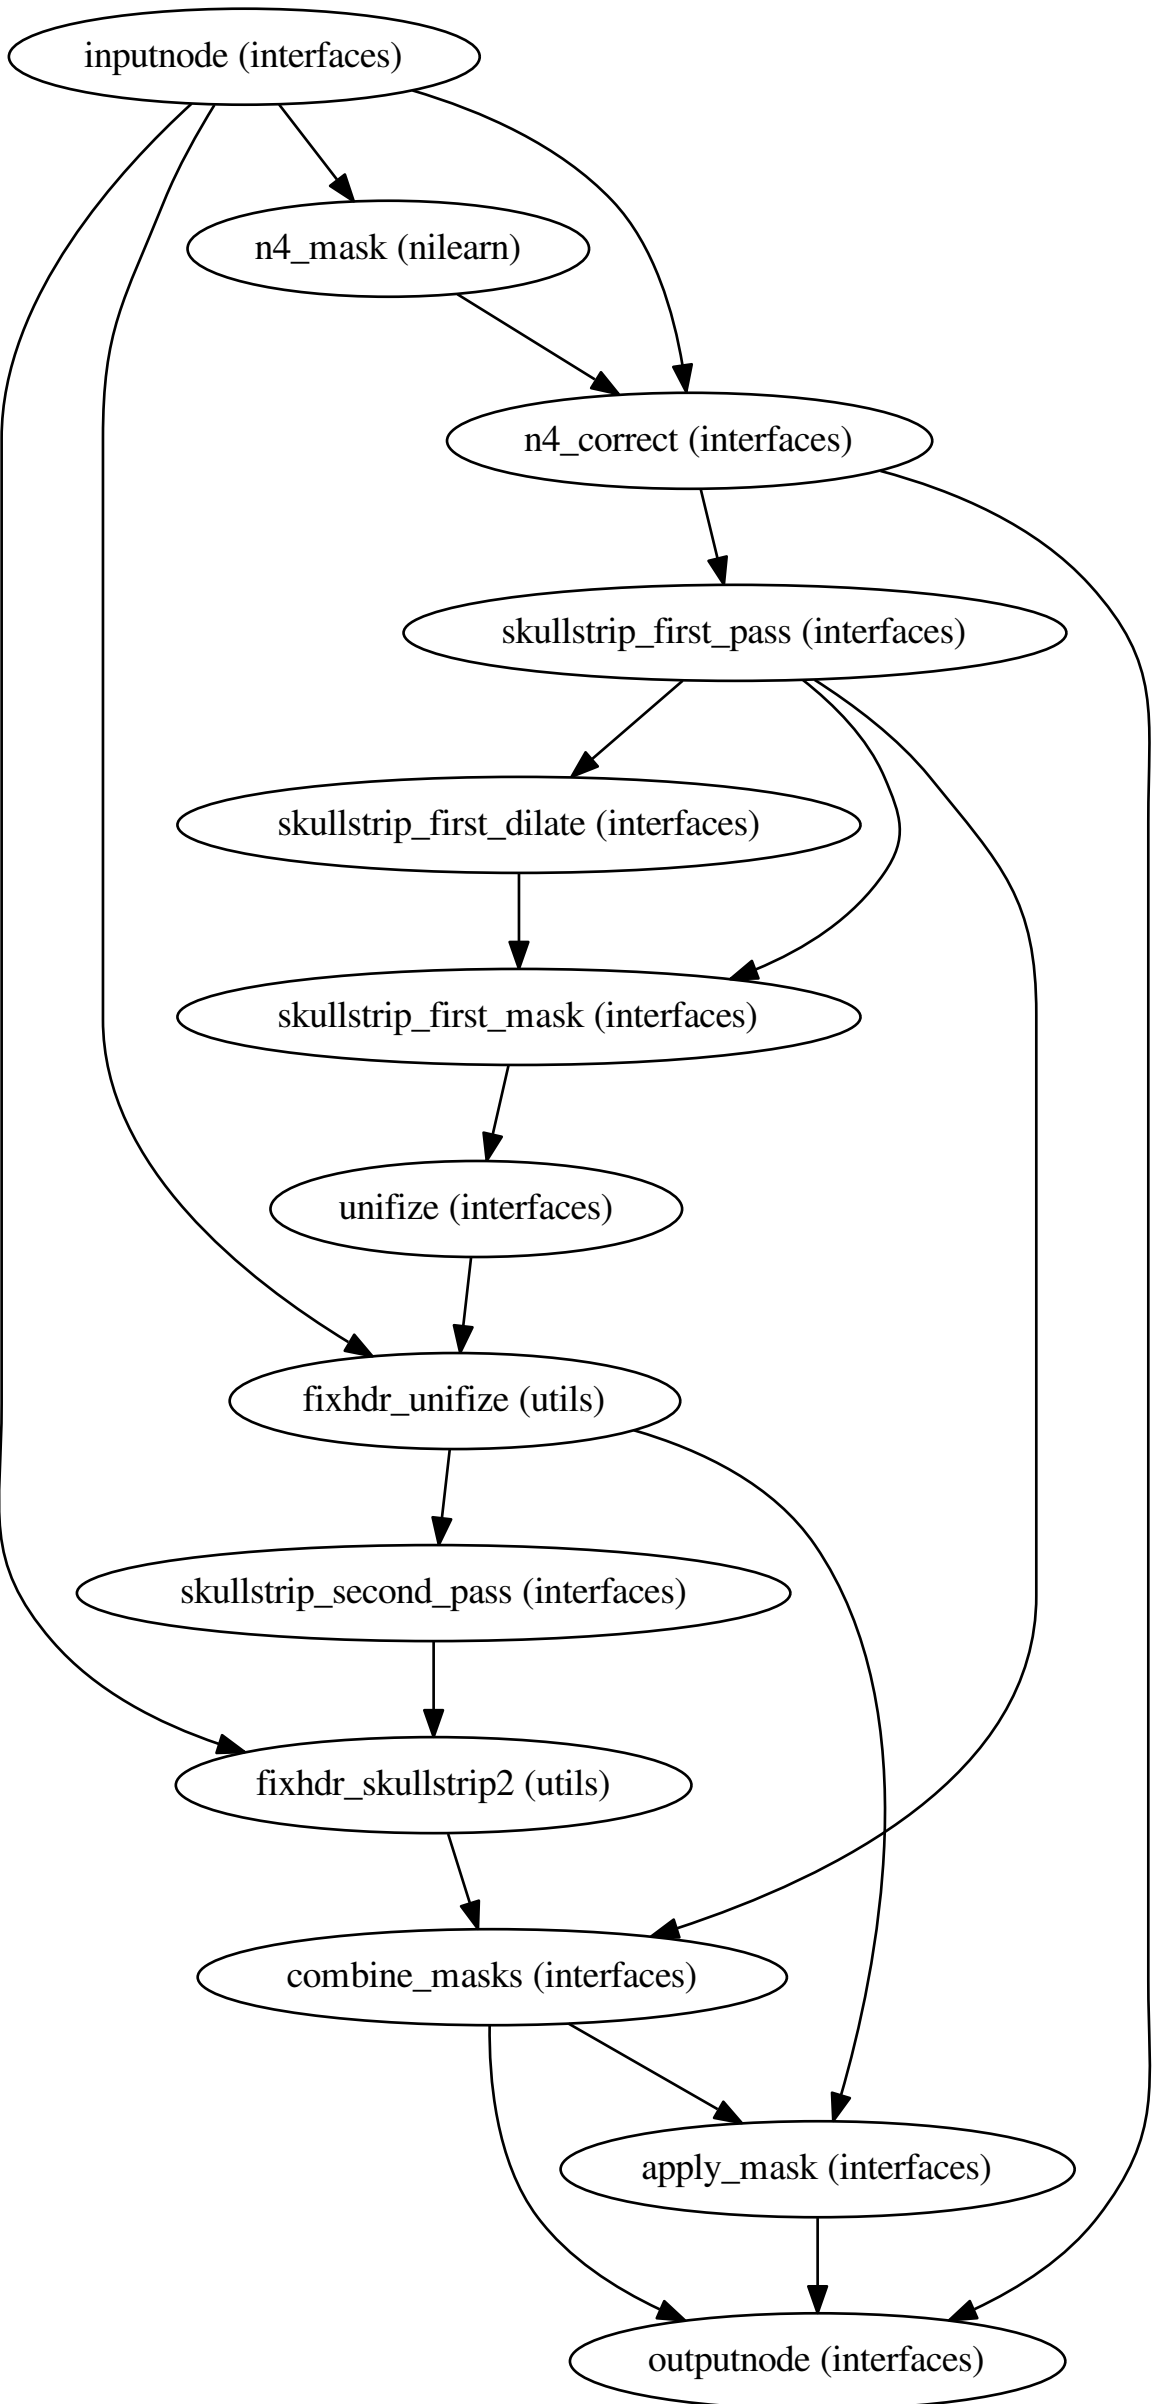 inputnode (interfaces)
n4_mask (nilearn)
n4_correct (interfaces)
skullstrip_first_pass (interfaces)
skullstrip_first_dilate (interfaces)
skullstrip_first_mask (interfaces)
unifize (interfaces)
fixhdr_unifize (utils)
skullstrip_second_pass (interfaces)
fixhdr_skullstrip2 (utils)
combine_masks (interfaces)
apply_mask (interfaces)
outputnode (interfaces)